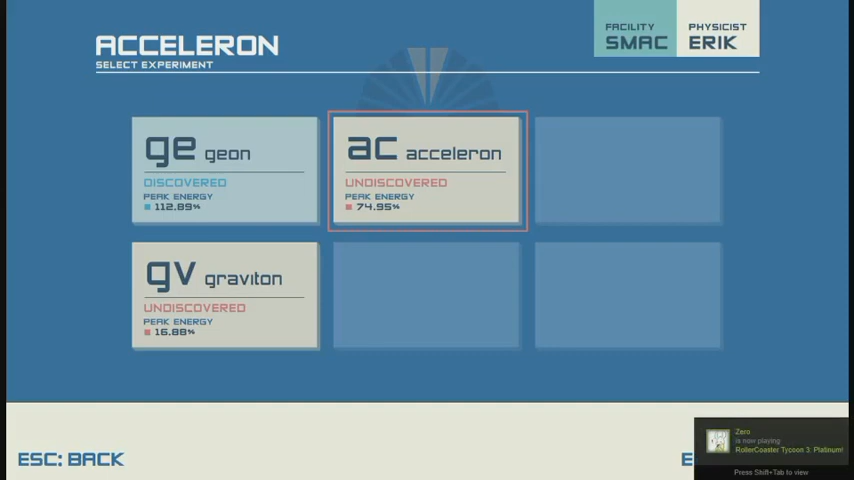 ACCELERON
SELECT EXPERIMENT
FACILITY
SMAC
PHYSICIST
ERIK
ge geon
DISCOVERED
PEAK ENERGY
112.89%
ac acceleron
UNDISCOVERED
PEAK ENERGY
74.95%
gv graviton
UNDISCOVERED
PEAK ENERGY
16.88%
ESC: BACK
E
Zero
is now playing
RollerCoaster Tycoon 3: Platinum!
Press Shift+Tab to view